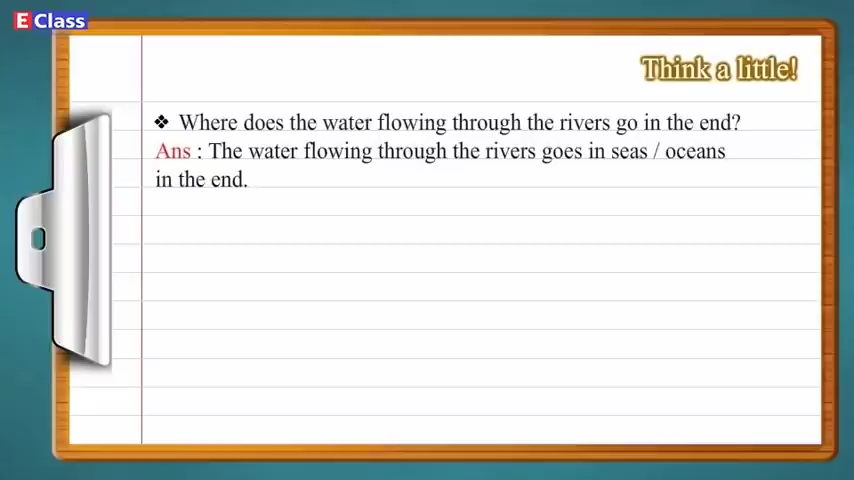 E Class
Think a little!
❖ Where does the water flowing through the rivers go in the end?
Ans : The water flowing through the rivers goes in seas / oceans
in the end.